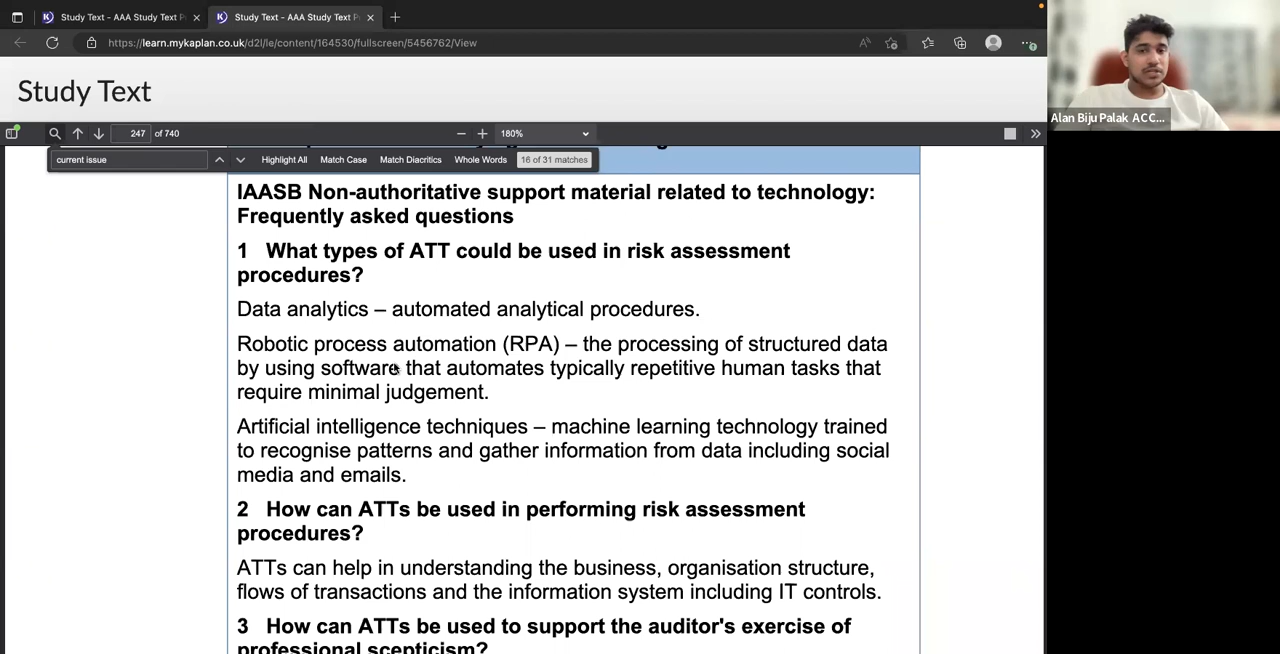 Study Text - AAA Study Text P
Study Text - AAA Study Text P
https://learn.mykaplan.co.uk/d2l/le/content/164530/fullscreen/5456762/View
Study Text
247 of 740
180%
current issue
Highlight All Match Case Match Diacritics Whole Words 16 of 31 matches
Alan Biju Palak ACC...
IAASB Non-authoritative support material related to technology:
Frequently asked questions
1 What types of ATT could be used in risk assessment
procedures?
Data analytics – automated analytical procedures.
Robotic process automation (RPA) – the processing of structured data
by using software that automates typically repetitive human tasks that
require minimal judgement.
Artificial intelligence techniques – machine learning technology trained
to recognise patterns and gather information from data including social
media and emails.
2 How can ATTs be used in performing risk assessment
procedures?
ATTs can help in understanding the business, organisation structure,
flows of transactions and the information system including IT controls.
3 How can ATTs be used to support the auditor's exercise of
professional scepticism?